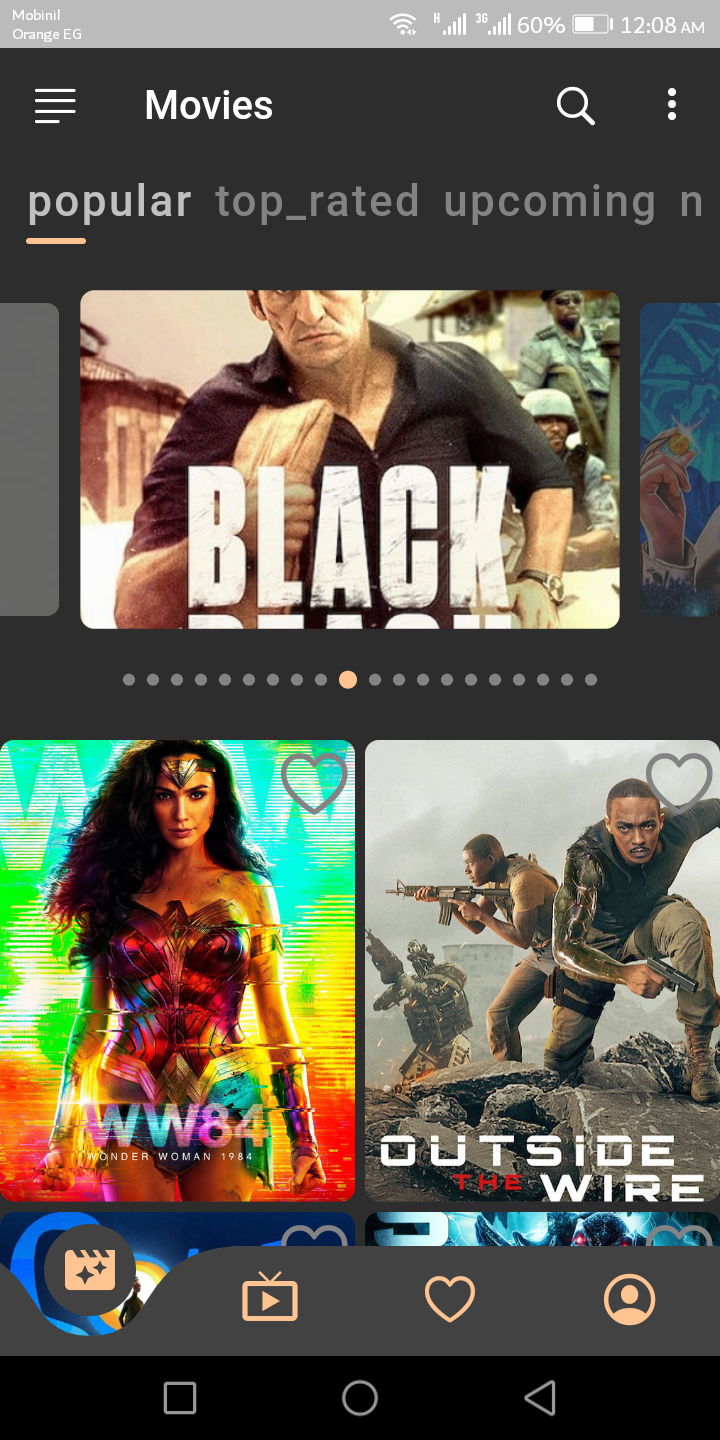 Mobinil
Orange EG
H 3G 60% 12:08 AM
Movies
popular top_rated upcoming n
BLACK
BEACH
WW84
WONDER WOMAN 1984
OUTSIDE
THE WIRE